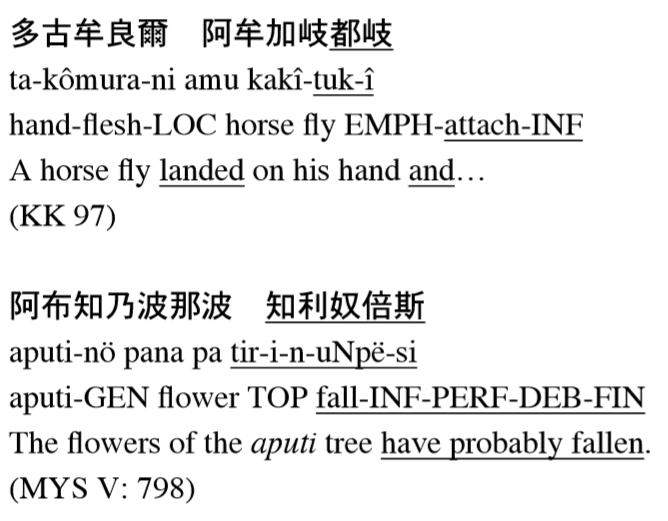 多古牟良爾　阿牟加岐都岐
ta-kômura-ni amu kakî-tuk-î
hand-flesh-LOC horse fly EMPH-attach-INF
A horse fly landed on his hand and…
(KK 97)
阿布知乃波那波　知利奴倍斯
aputi-nö pana pa tir-i-n-uNpë-si
aputi-GEN flower TOP fall-INF-PERF-DEB-FIN
The flowers of the aputi tree have probably fallen.
(MYS V: 798)